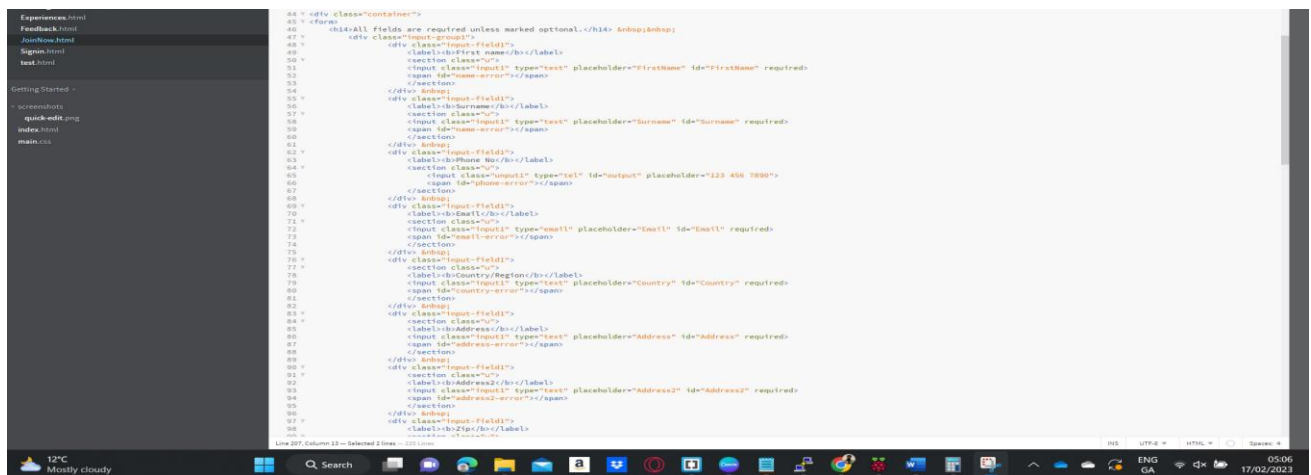 Experiences.html
Feedback.html
JoinNow.html
Signin.html
test.html
Getting Started
screenshots
quick-edit.png
index.html
main.css
44 <div class="container">
45 <form>
46 <h14>All fields are required unless marked optional.</h14> &nbsp;&nbsp;
47 <div class="input-group1">
48 <div class="input-field1">
49 <label><b>First name</b></label>
50 <section class="u">
51 <input class="input1" type="text" placeholder="FirstName" id="FirstName" required>
52 <span id="name-error"></span>
53 </section>
54 </div> &nbsp;
55 <div class="input-field1">
56 <label><b>Surname</b></label>
57 <section class="u">
58 <input class="input1" type="text" placeholder="Surname" id="Surname" required>
59 <span id="name-error"></span>
60 </section>
61 </div> &nbsp;
62 <div class="input-field1">
63 <label><b>Phone No</b></label>
64 <section class="u">
65 <input class="unput1" type="tel" id="output" placeholder="123 456 7890">
66 <span id="phone-error"></span>
67 </section>
68 </div> &nbsp;
69 <div class="input-field1">
70 <label><b>Email</b></label>
71 <section class="u">
72 <input class="input1" type="email" placeholder="Email" id="Email" required>
73 <span id="email-error"></span>
74 </section>
75 </div> &nbsp;
76 <div class="input-field1">
77 <section class="u">
78 <label><b>Country/Region</b></label>
79 <input class="input1" type="text" placeholder="Country" id="Country" required>
80 <span id="country-error"></span>
81 </section>
82 </div> &nbsp;
83 <div class="input-field1">
84 <section class="u">
85 <label><b>Address</b></label>
86 <input class="input1" type="text" placeholder="Address" id="Address" required>
87 <span id="address-error"></span>
88 </section>
89 </div> &nbsp;
90 <div class="input-field1">
91 <section class="u">
92 <label><b>Address2</b></label>
93 <input class="input1" type="text" placeholder="Address2" id="Address2" required>
94 <span id="address2-error"></span>
95 </section>
96 </div> &nbsp;
97 <div class="input-field1">
98 <label><b>Zip</b></label>
Line 207, Column 13 — Selected 2 lines — 235 Lines
INS UTF-8 HTML Spaces: 4
12°C
Mostly cloudy
Search
ENG
GA
05:06
17/02/2023